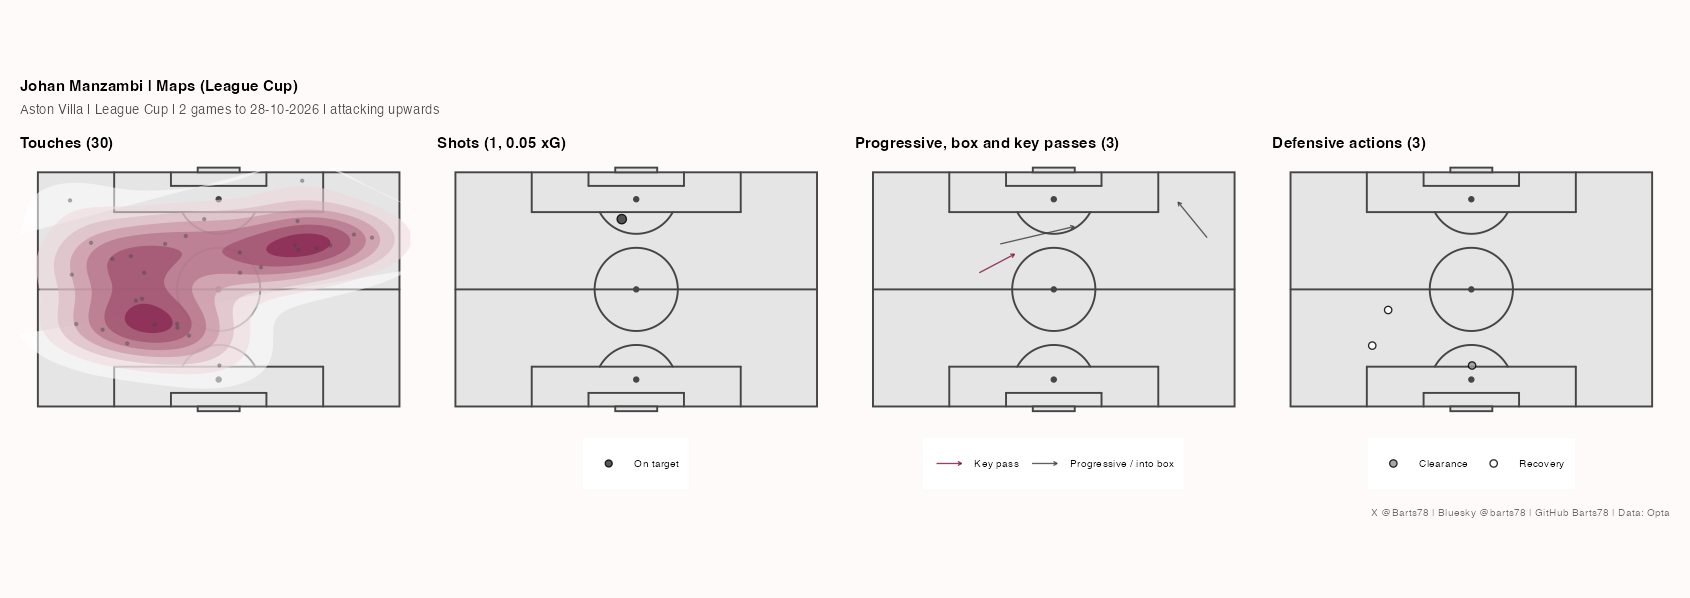 Johan Manzambi | Maps (League Cup)
Aston Villa | League Cup | 2 games to 28-10-2026 | attacking upwards
Touches (30)
Shots (1, 0.05 xG)
Progressive, box and key passes (3)
Defensive actions (3)
On target
Key pass
Progressive / into box
Clearance
Recovery
X @Barts78 | Bluesky @barts78 | GitHub Barts78 | Data: Opta